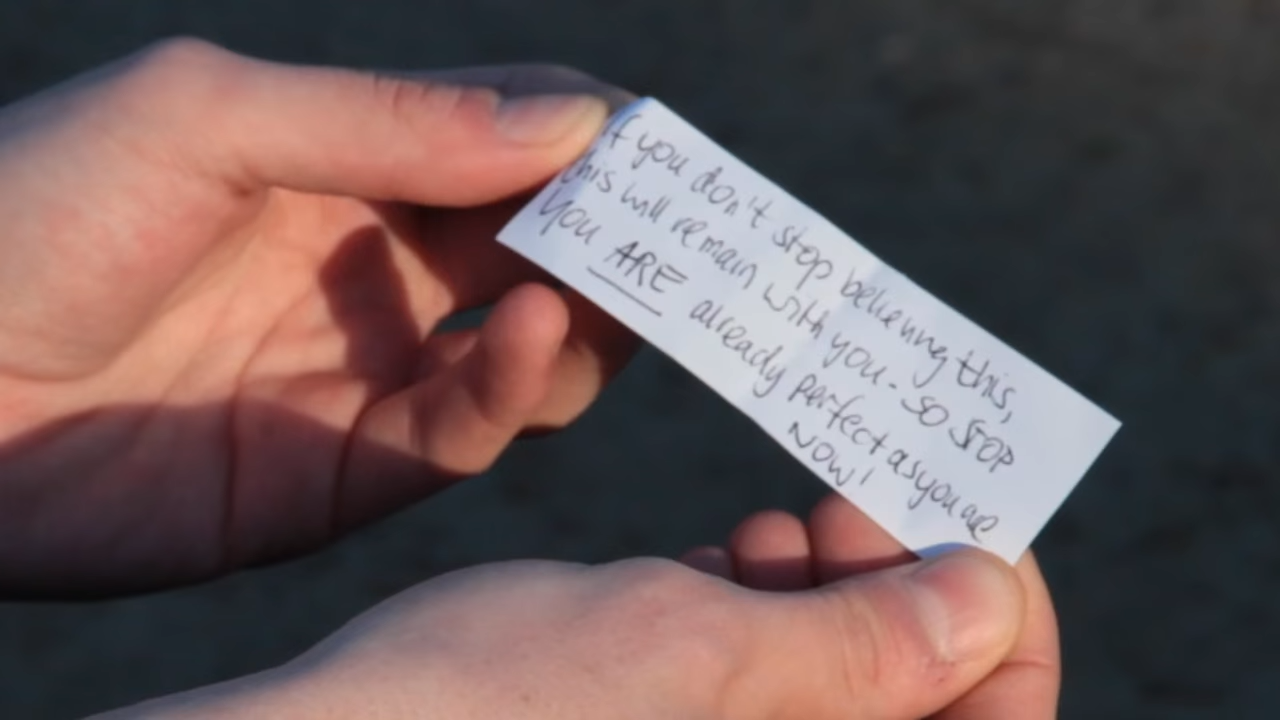 If you don't stop believing this,
this will remain with you - so STOP
You ARE already perfect as you are
NOW!